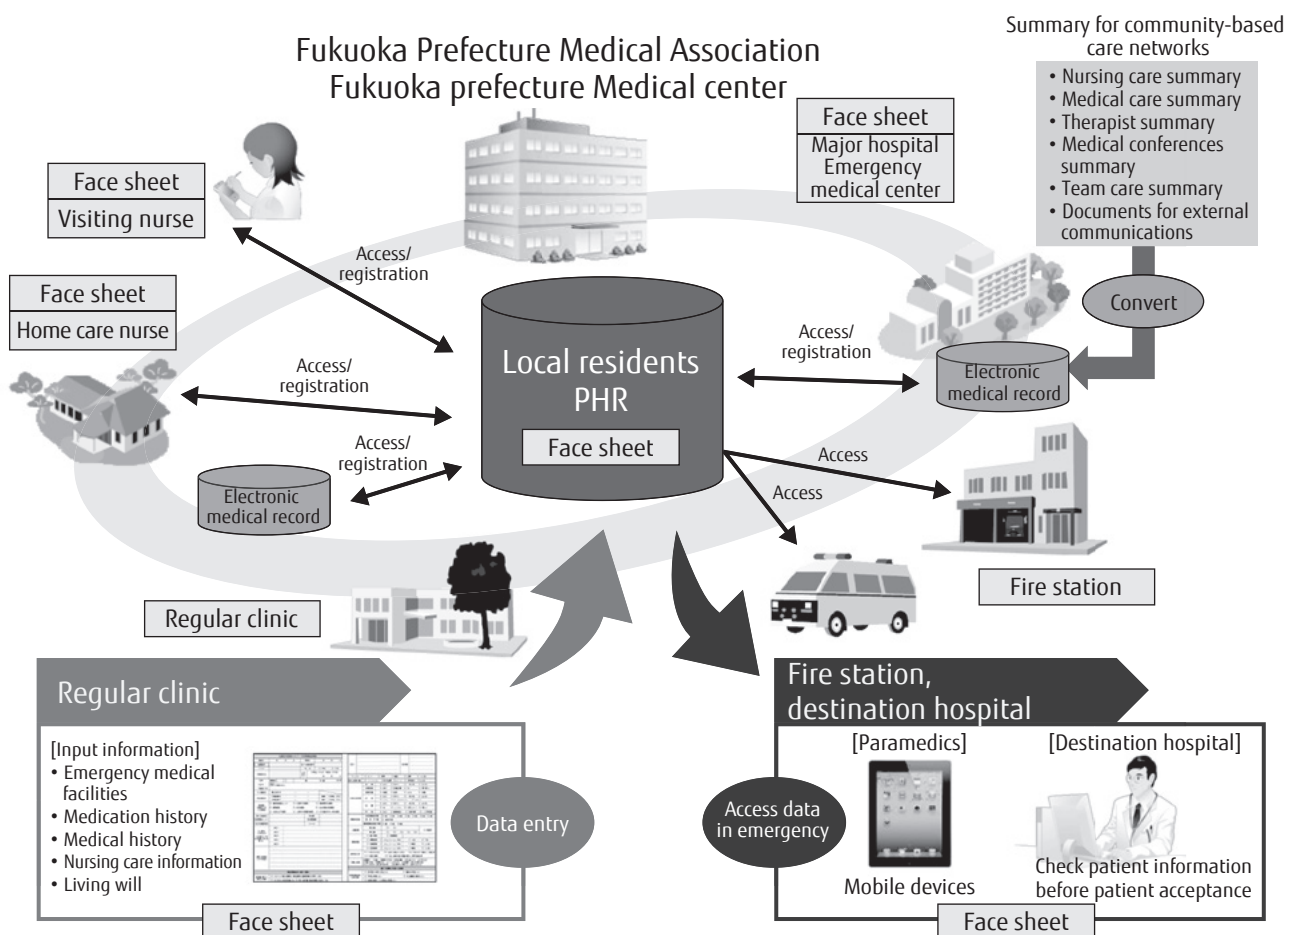 Fukuoka Prefecture Medical Association
Fukuoka prefecture Medical center
Summary for community-based
care networks
• Nursing care summary
• Medical care summary
• Therapist summary
• Medical conferences
summary
• Team care summary
• Documents for external
communications
Convert
Face sheet
Major hospital
Emergency
medical center
Face sheet
Visiting nurse
Access/
registration
Face sheet
Home care nurse
Access/
registration
Local residents
PHR
Face sheet
Access/
registration
Electronic
medical record
Access/
registration
Electronic
medical record
Access
Access
Fire station
Regular clinic
Regular clinic
[Input information]
• Emergency medical
facilities
• Medication history
• Medical history
• Nursing care information
• Living will
Data entry
Face sheet
Fire station,
destination hospital
Access data
in emergency
[Paramedics]
Mobile devices
[Destination hospital]
Check patient information
before patient acceptance
Face sheet